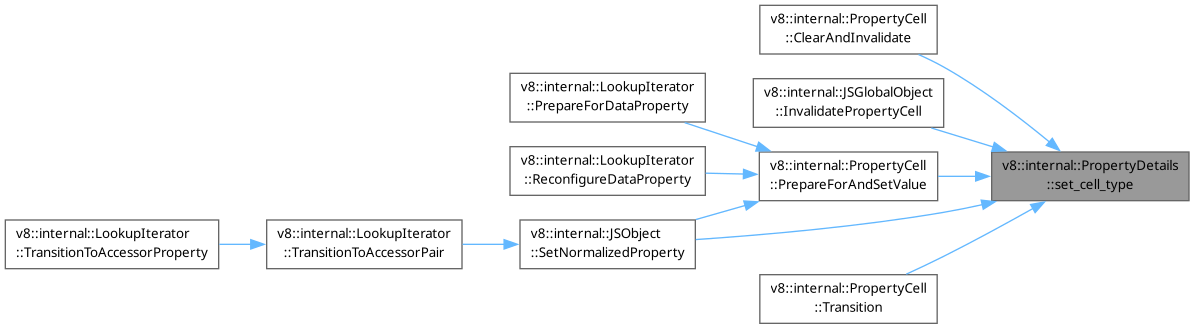 v8::internal::PropertyCell
::ClearAndInvalidate
v8::internal::LookupIterator
::PrepareForDataProperty
v8::internal::JSGlobalObject
::InvalidatePropertyCell
v8::internal::LookupIterator
::ReconfigureDataProperty
v8::internal::PropertyCell
::PrepareForAndSetValue
v8::internal::PropertyDetails
::set_cell_type
v8::internal::LookupIterator
::TransitionToAccessorProperty
v8::internal::LookupIterator
::TransitionToAccessorPair
v8::internal::JSObject
::SetNormalizedProperty
v8::internal::PropertyCell
::Transition